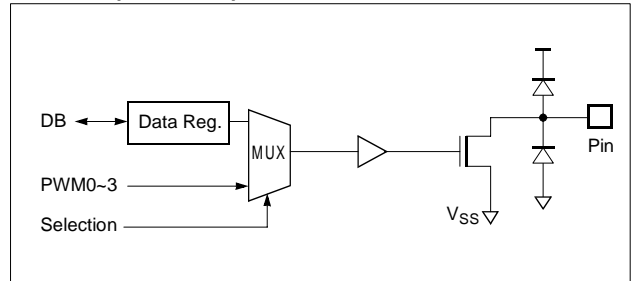 DB
Data Reg.
MUX
PWM0~3
Selection
VSS
Pin